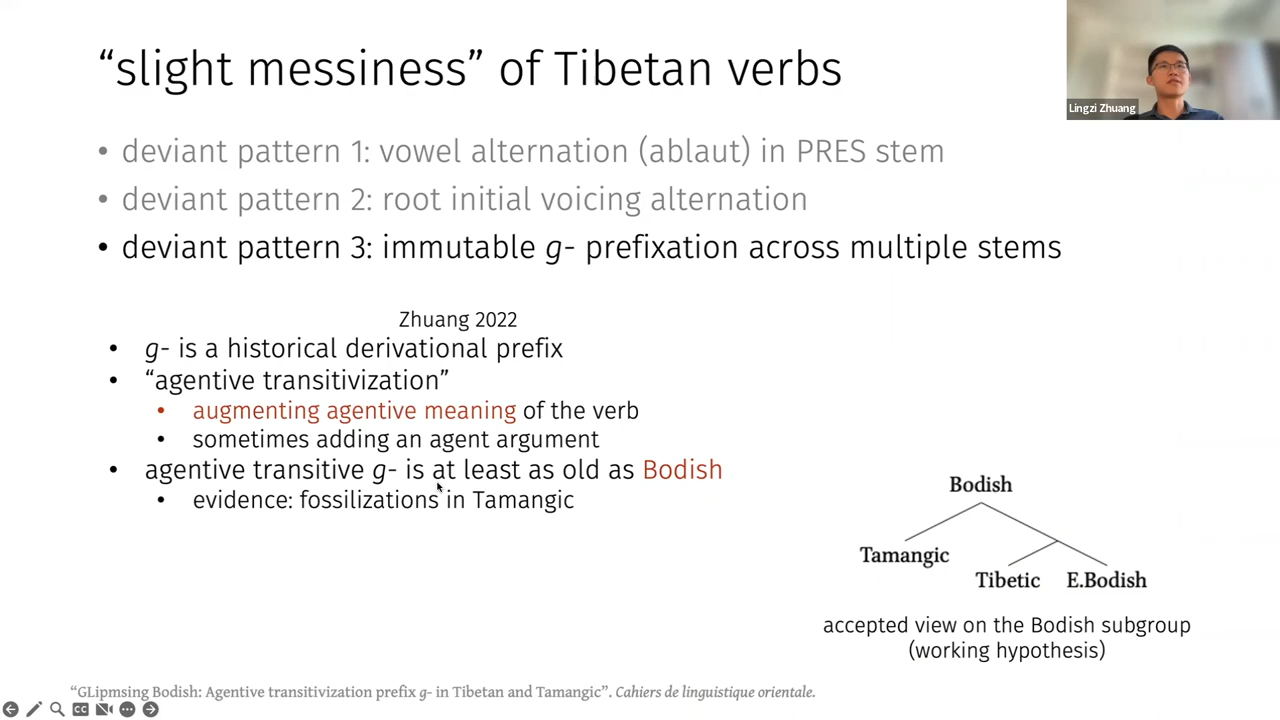 “slight messiness” of Tibetan verbs
Lingzi Zhuang
• deviant pattern 1: vowel alternation (ablaut) in PRES stem
• deviant pattern 2: root initial voicing alternation
• deviant pattern 3: immutable g- prefixation across multiple stems
Zhuang 2022
• g- is a historical derivational prefix
• “agentive transitivization”
• augmenting agentive meaning of the verb
• sometimes adding an agent argument
• agentive transitive g- is at least as old as Bodish
• evidence: fossilizations in Tamangic
Bodish
Tamangic
Tibetic E.Bodish
accepted view on the Bodish subgroup
(working hypothesis)
“GLipmsing Bodish: Agentive transitivization prefix g- in Tibetan and Tamangic”. Cahiers de linguistique orientale.
CC